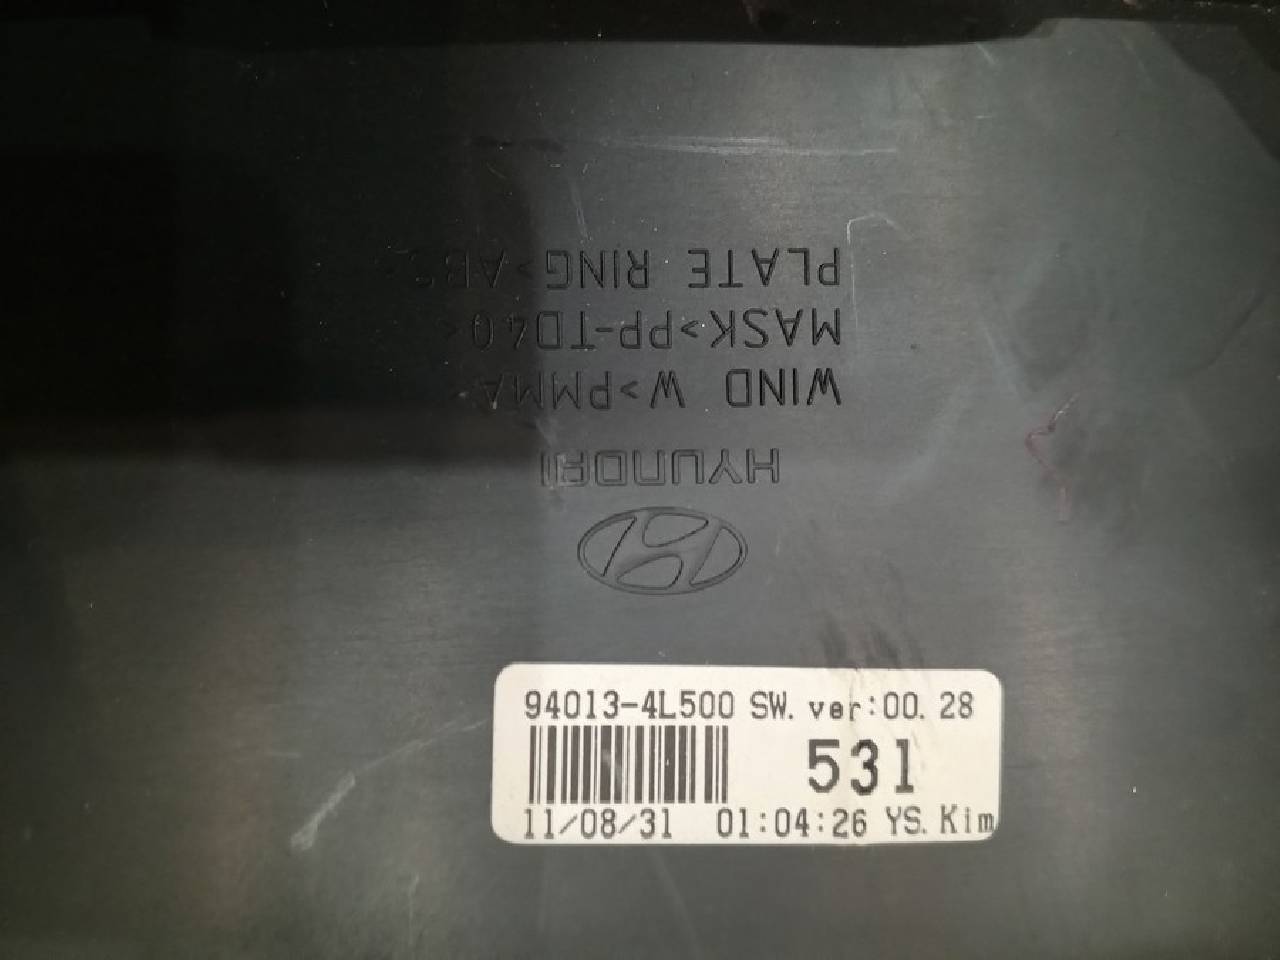 PLATE RING>ABS
MASK>PP-TD40<
WIND W>PMMA
HYUNDAI
94013-4L500 SW. ver:00. 28
531
11/08/31 01:04:26 YS. Kim